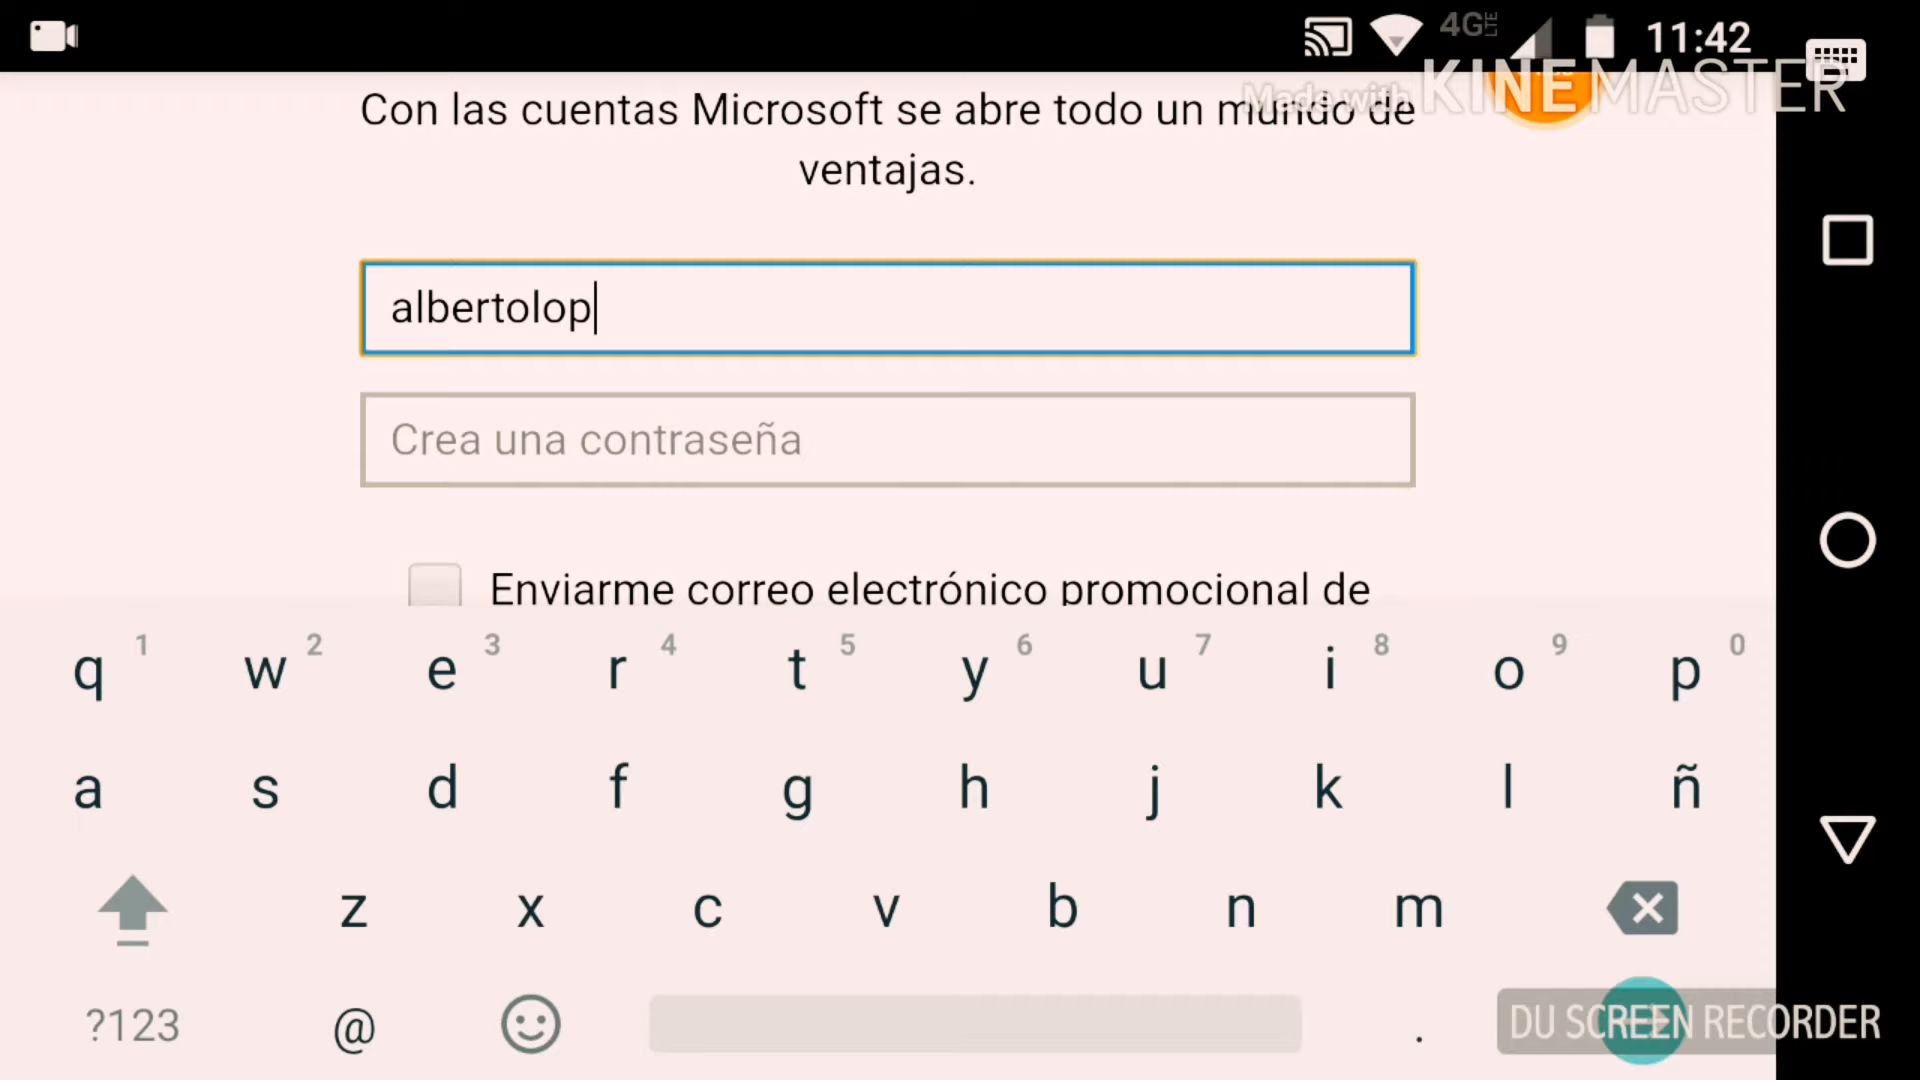 4G LTE 11:42
Made with KINEMASTER
Con las cuentas Microsoft se abre todo un mundo de
ventajas.
albertolop
Crea una contraseña
Enviarme correo electrónico promocional de
q 1 w 2 e 3 r 4 t 5 y 6 u 7 i 8 o 9 p 0
a s d f g h j k l ñ
z x c v b n m
?123 @ .
DU SCREEN RECORDER